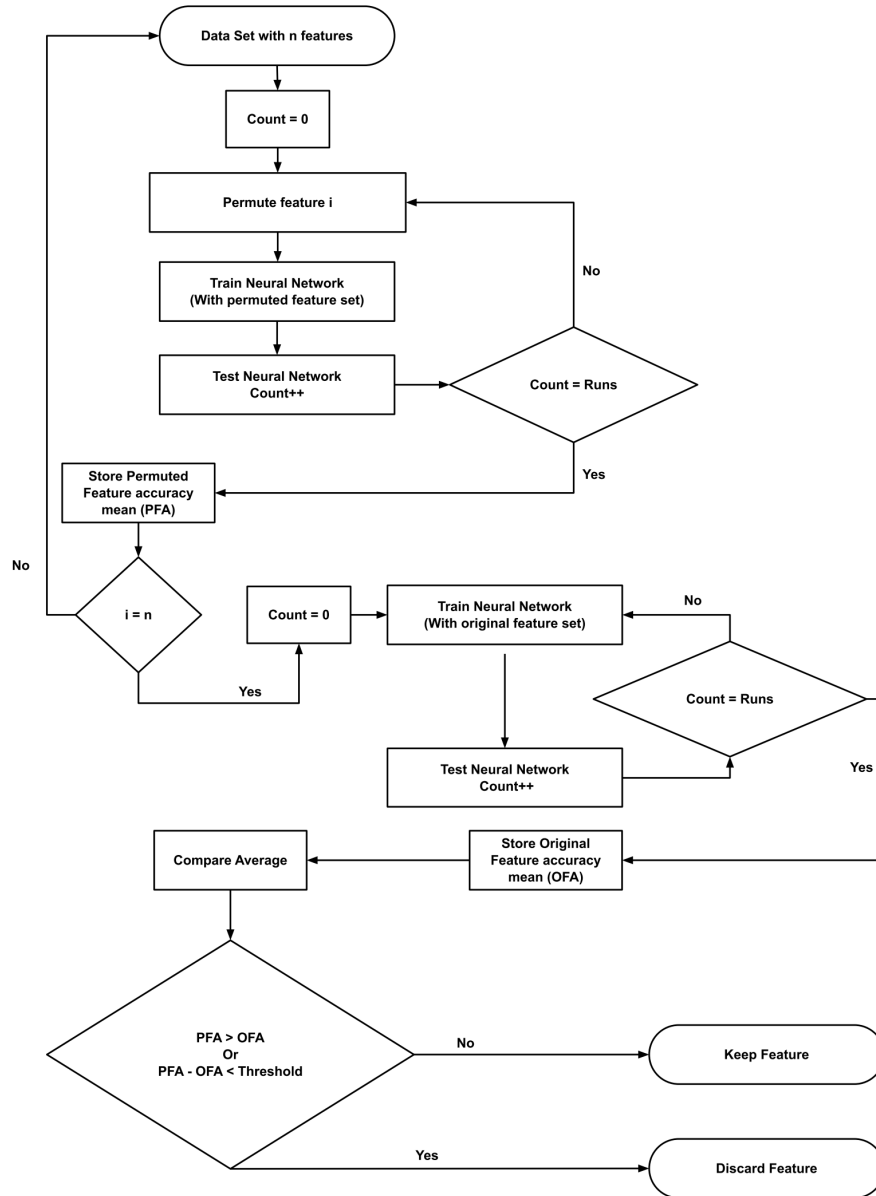 Data Set with n features
Count = 0
Permute feature i
No
Train Neural Network
(With permuted feature set)
Test Neural Network
Count++
Count = Runs
Yes
Store Permuted
Feature accuracy
mean (PFA)
No
i = n
Yes
Count = 0
Train Neural Network
(With original feature set)
No
Count = Runs
Yes
Test Neural Network
Count++
Store Original
Feature accuracy
mean (OFA)
Compare Average
PFA > OFA
Or
PFA - OFA < Threshold
No
Keep Feature
Yes
Discard Feature